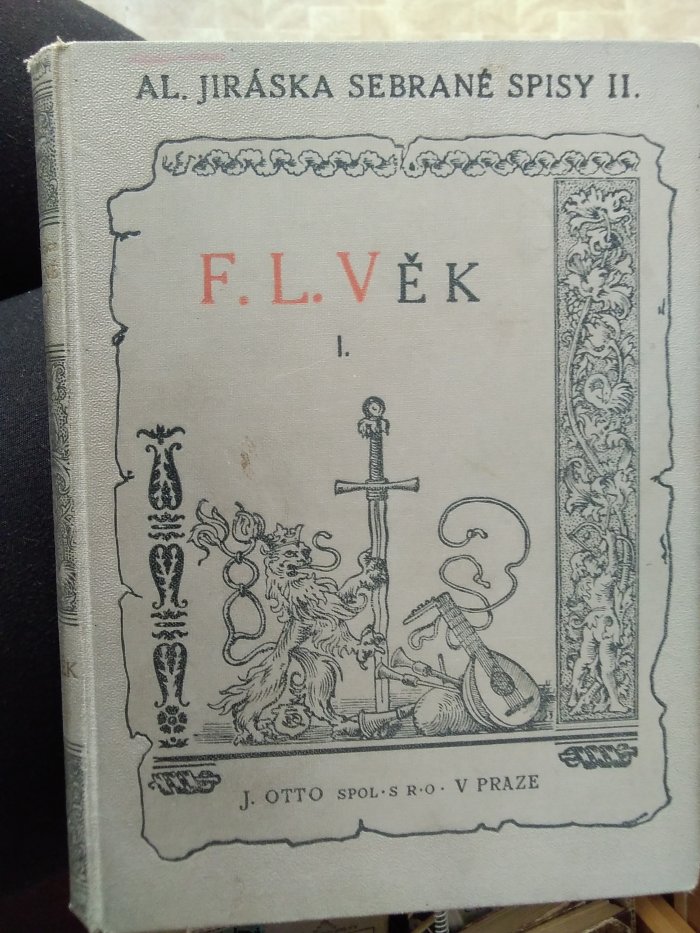 AL. JIRÁSKA SEBRANÉ SPISY II.
F. L. VĚK
I.
J. OTTO SPOL·S R·O· V PRAZE